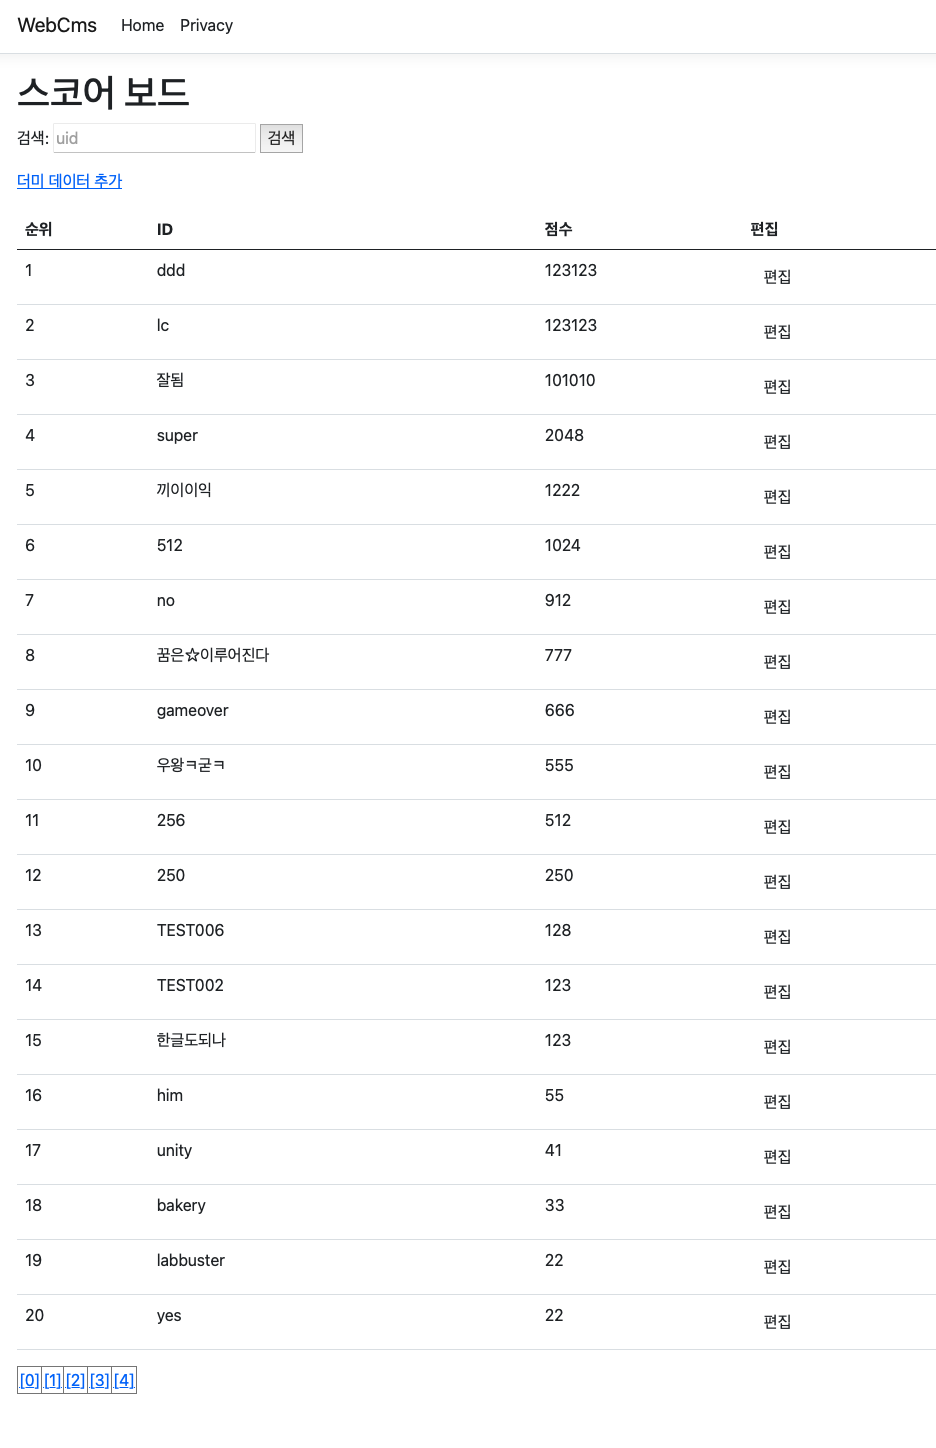 WebCms Home Privacy
스코어 보드
검색: uid 검색
더미 데이터 추가
순위 ID 점수 편집
1 ddd 123123 편집
2 lc 123123 편집
3 잘됨 101010 편집
4 super 2048 편집
5 끼이이익 1222 편집
6 512 1024 편집
7 no 912 편집
8 꿈은☆이루어진다 777 편집
9 gameover 666 편집
10 우왕ㅋ굳ㅋ 555 편집
11 256 512 편집
12 250 250 편집
13 TEST006 128 편집
14 TEST002 123 편집
15 한글도되나 123 편집
16 him 55 편집
17 unity 41 편집
18 bakery 33 편집
19 labbuster 22 편집
20 yes 22 편집
[0] [1] [2] [3] [4]